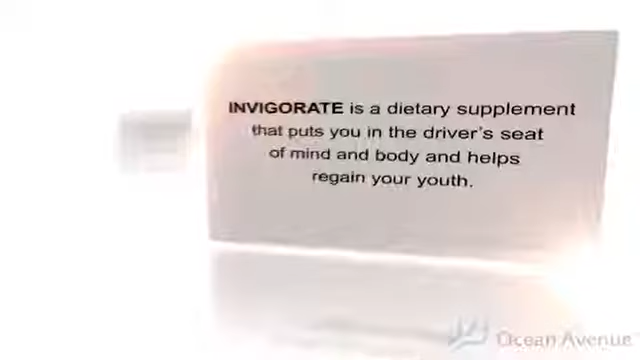 INVIGORATE is a dietary supplement
that puts you in the driver's seat
of mind and body and helps
regain your youth.
Ocean Avenue